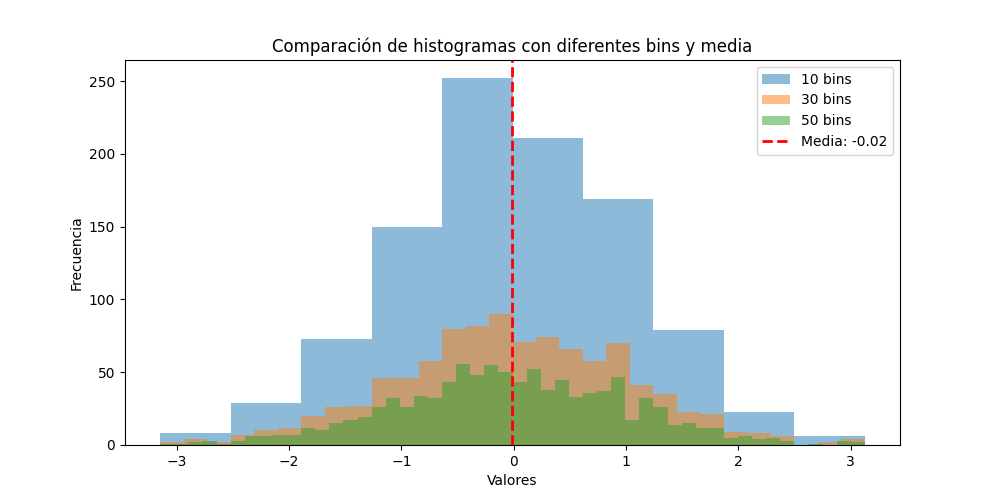 Comparación de histogramas con diferentes bins y media
250
200
150
100
50
0
Frecuencia
−3
−2
−1
0
1
2
3
Valores
10 bins
30 bins
50 bins
Media: -0.02